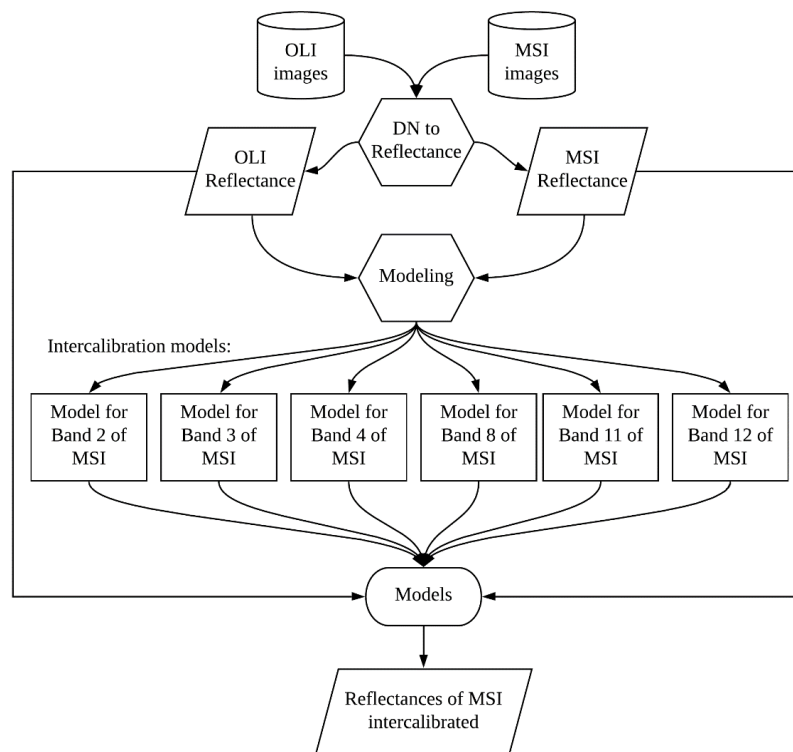 OLI
images
MSI
images
DN to
Reflectance
OLI
Reflectance
MSI
Reflectance
Modeling
Intercalibration models:
Model for
Band 2 of
MSI
Model for
Band 3 of
MSI
Model for
Band 4 of
MSI
Model for
Band 8 of
MSI
Model for
Band 11 of
MSI
Model for
Band 12 of
MSI
Models
Reflectances of MSI
intercalibrated